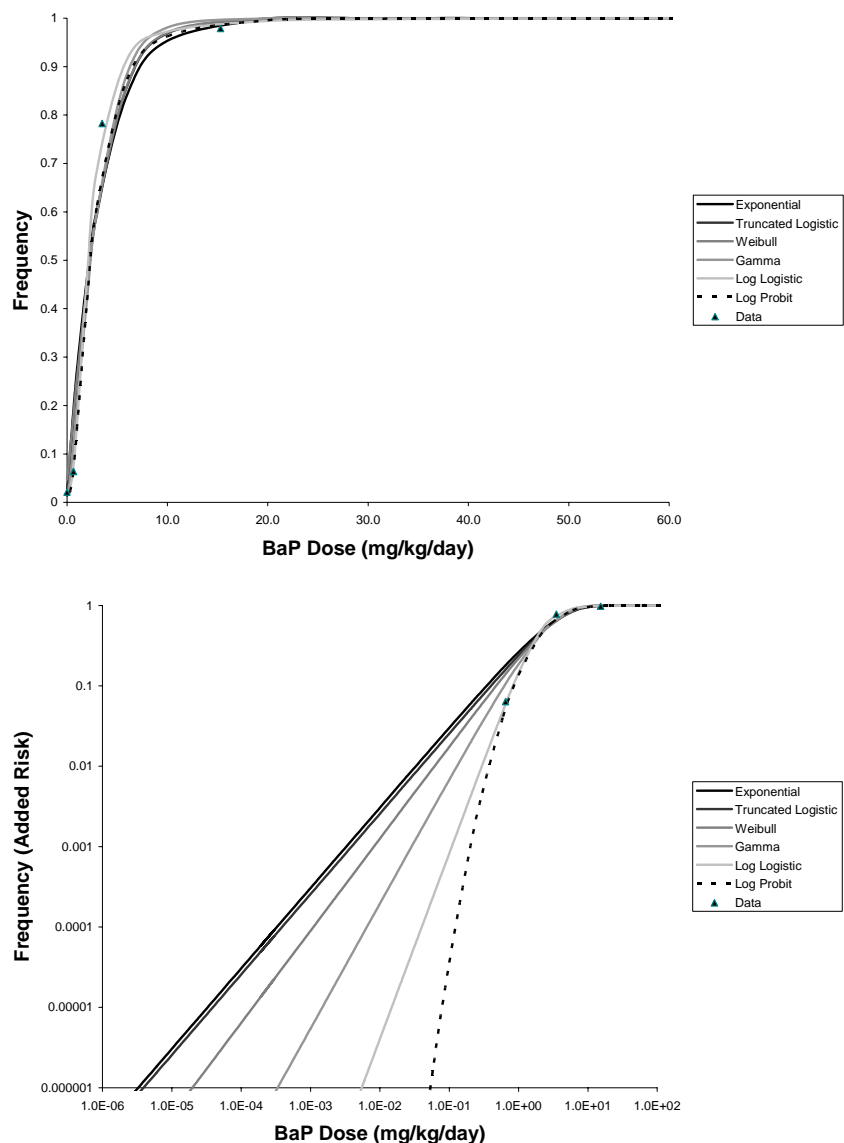 1
0.9
0.8
0.7
0.6
0.5
0.4
0.3
0.2
0.1
0
Frequency
0.0 10.0 20.0 30.0 40.0 50.0 60.0
BaP Dose (mg/kg/day)
Exponential
Truncated Logistic
Weibull
Gamma
Log Logistic
Log Probit
Data
1
0.1
0.01
0.001
0.0001
0.00001
0.000001
Frequency (Added Risk)
1.0E-06 1.0E-05 1.0E-04 1.0E-03 1.0E-02 1.0E-01 1.0E+00 1.0E+01 1.0E+02
BaP Dose (mg/kg/day)
Exponential
Truncated Logistic
Weibull
Gamma
Log Logistic
Log Probit
Data